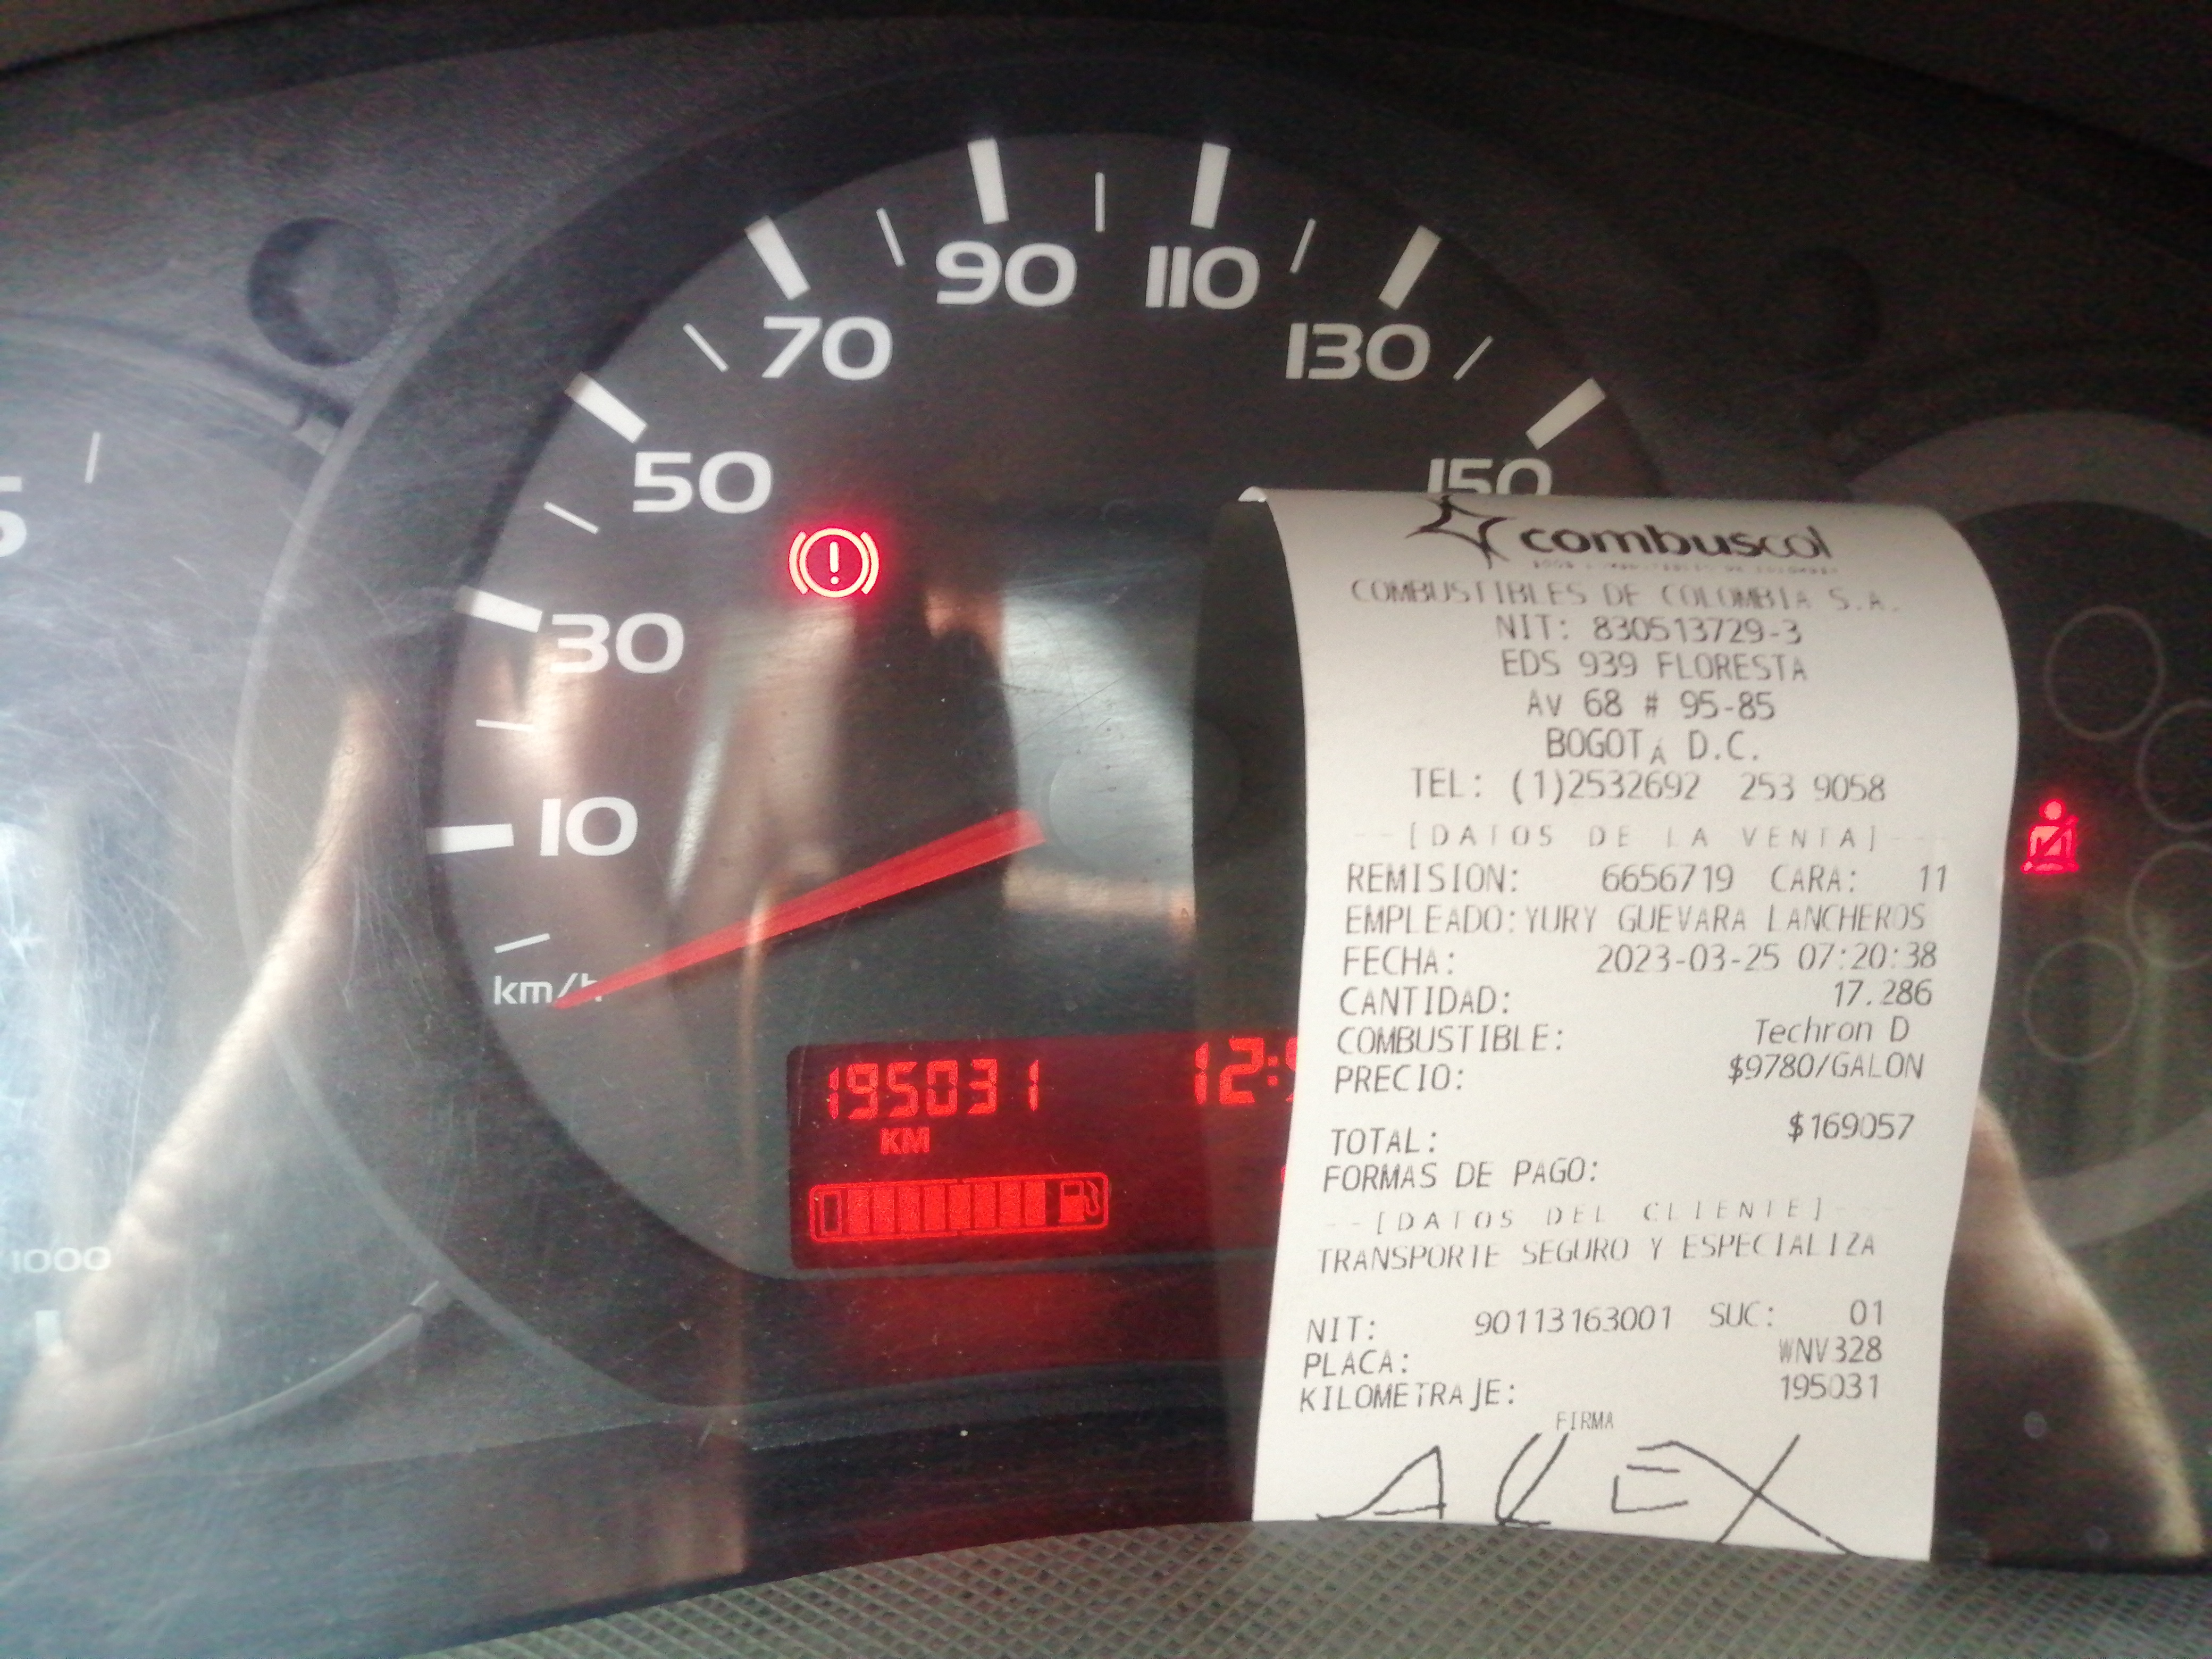 70
90
110
130
50
150
30
10
km/h
195031
KM
12:
1000
5
combuscol
COMBUSTIBLES DE COLOMBIA S.A.
NIT: 830513729-3
EDS 939 FLORESTA
Av 68 # 95-85
BOGOTÁ D.C.
TEL: (1)2532692 253 9058
--[DATOS DE LA VENTA]---
REMISION: 6656719 CARA: 11
EMPLEADO:YURY GUEVARA LANCHEROS
FECHA: 2023-03-25 07:20:38
CANTIDAD: 17.286
COMBUSTIBLE: Techron D
PRECIO: $9780/GALON
TOTAL: $169057
FORMAS DE PAGO:
--[DATOS DEL CLIENTE]--
TRANSPORTE SEGURO Y ESPECIALIZA
NIT: 90113163001 SUC: 01
PLACA: WNV328
KILOMETRAJE: 195031
FIRMA
ALEX